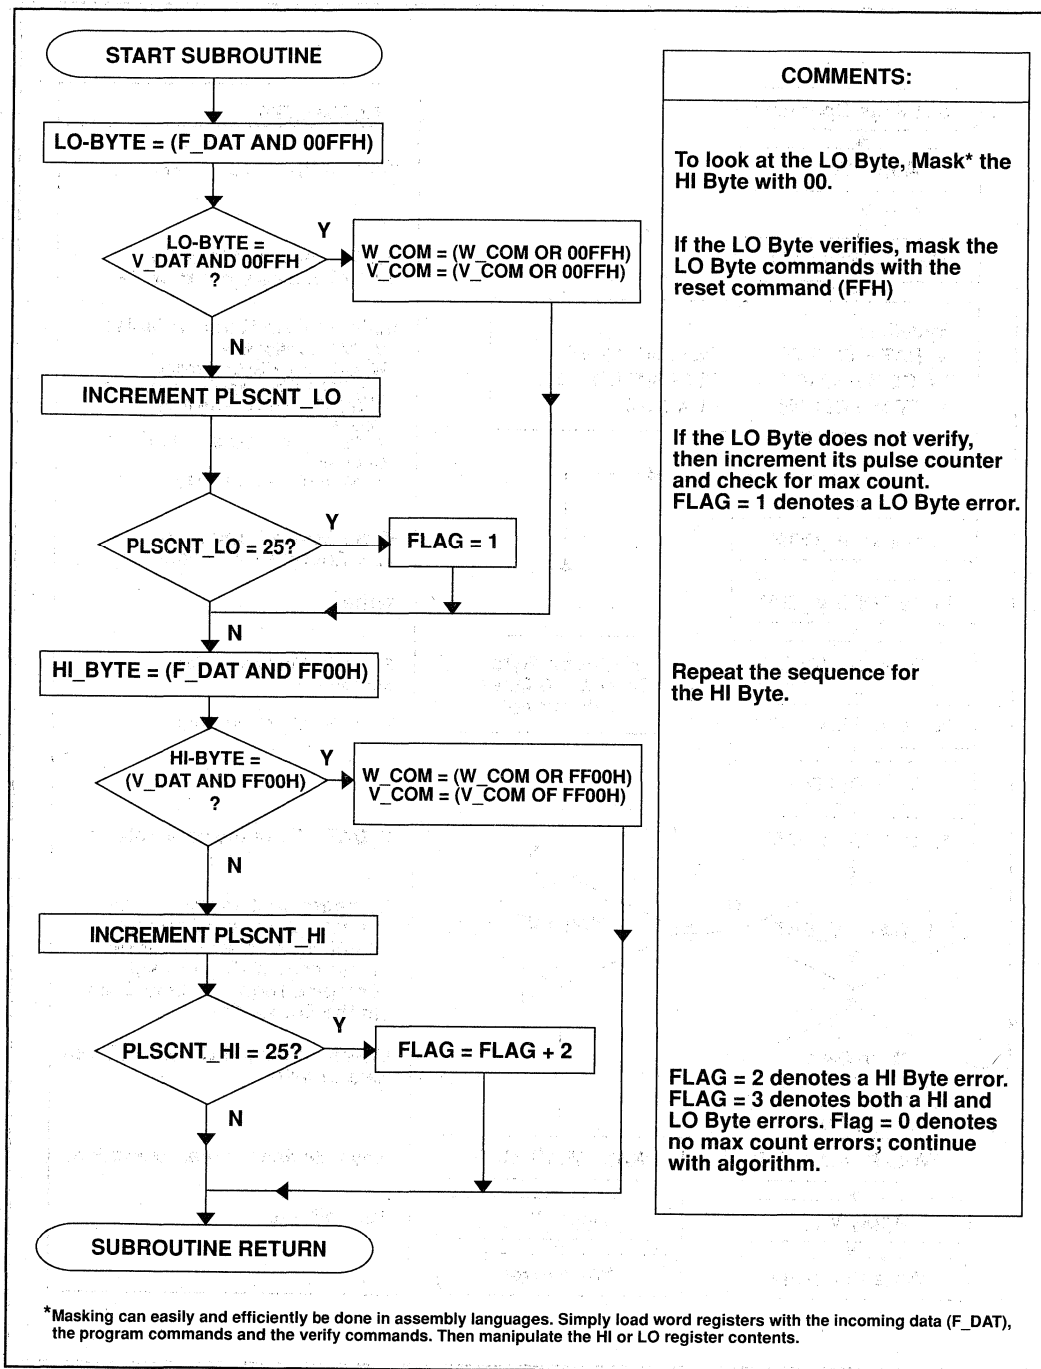 START SUBROUTINE
COMMENTS:
LO-BYTE = (F_DAT AND 00FFH)
To look at the LO Byte, Mask* the
HI Byte with 00.
LO-BYTE =
V_DAT AND 00FFH
?
Y
W_COM = (W_COM OR 00FFH)
V_COM = (V_COM OR 00FFH)
If the LO Byte verifies, mask the
LO Byte commands with the
reset command (FFH)
N
INCREMENT PLSCNT_LO
If the LO Byte does not verify,
then increment its pulse counter
and check for max count.
FLAG = 1 denotes a LO Byte error.
PLSCNT_LO = 25?
Y
FLAG = 1
N
HI_BYTE = (F_DAT AND FF00H)
Repeat the sequence for
the HI Byte.
HI-BYTE =
(V_DAT AND FF00H)
?
Y
W_COM = (W_COM OR FF00H)
V_COM = (V_COM OF FF00H)
N
INCREMENT PLSCNT_HI
PLSCNT_HI = 25?
Y
FLAG = FLAG + 2
N
FLAG = 2 denotes a HI Byte error.
FLAG = 3 denotes both a HI and
LO Byte errors. Flag = 0 denotes
no max count errors; continue
with algorithm.
SUBROUTINE RETURN
*Masking can easily and efficiently be done in assembly languages. Simply load word registers with the incoming data (F_DAT),
the program commands and the verify commands. Then manipulate the HI or LO register contents.